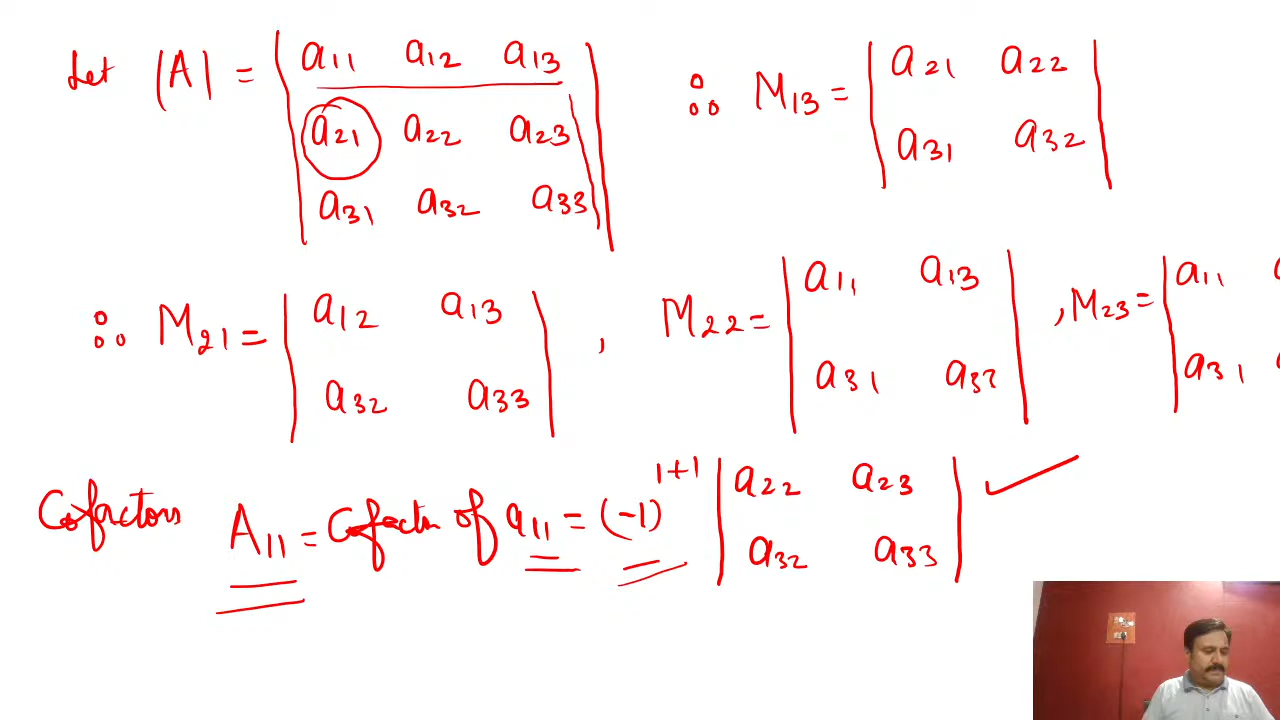 Let |A| = | a11 a12 a13 |
| a21 a22 a23 |
| a31 a32 a33 |
∴ M13 = | a21 a22 |
| a31 a32 |
∴ M21 = | a12 a13 |
| a32 a33 |
, M22 = | a11 a13 |
| a31 a33 |
, M23 = | a11
| a31
Cofactors A11 = Cofactor of a11 = (-1)^1+1 | a22 a23 |
| a32 a33 | ✓